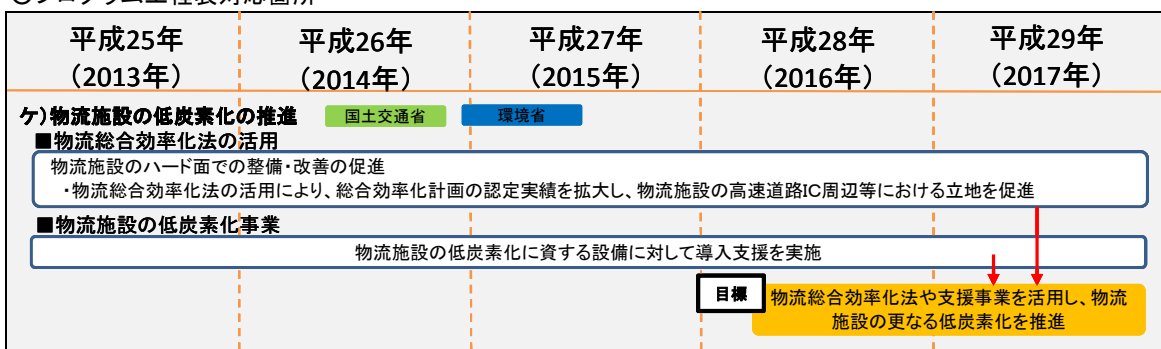 ○プログラム工程表対応箇所
平成25年
(2013年)
平成26年
(2014年)
平成27年
(2015年)
平成28年
(2016年)
平成29年
(2017年)
ケ)物流施設の低炭素化の推進
国土交通省
環境省
■物流総合効率化法の活用
物流施設のハード面での整備・改善の促進
・物流総合効率化法の活用により、総合効率化計画の認定実績を拡大し、物流施設の高速道路IC周辺等における立地を促進
■物流施設の低炭素化事業
物流施設の低炭素化に資する設備に対して導入支援を実施
目標
物流総合効率化法や支援事業を活用し、物流
施設の更なる低炭素化を推進